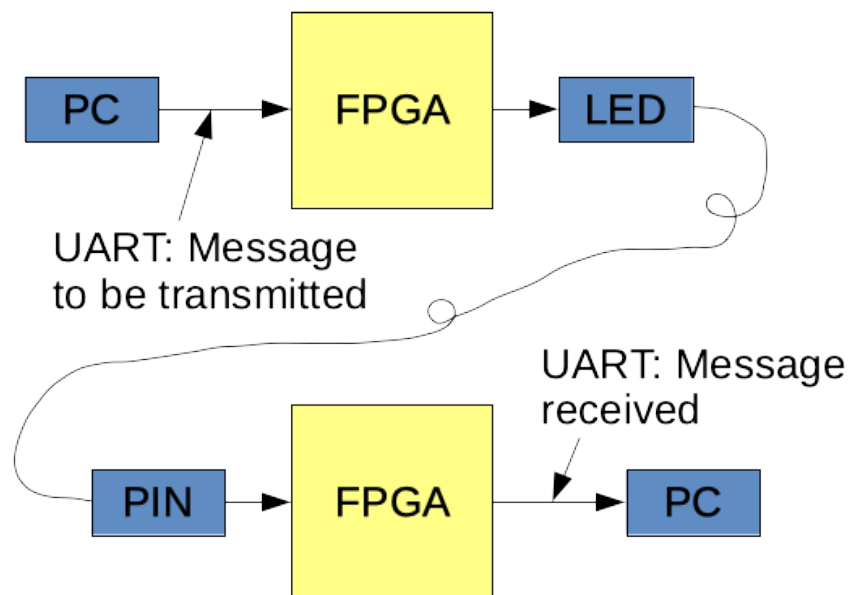 PC
FPGA
LED
UART: Message
to be transmitted
UART: Message
received
PIN
FPGA
PC